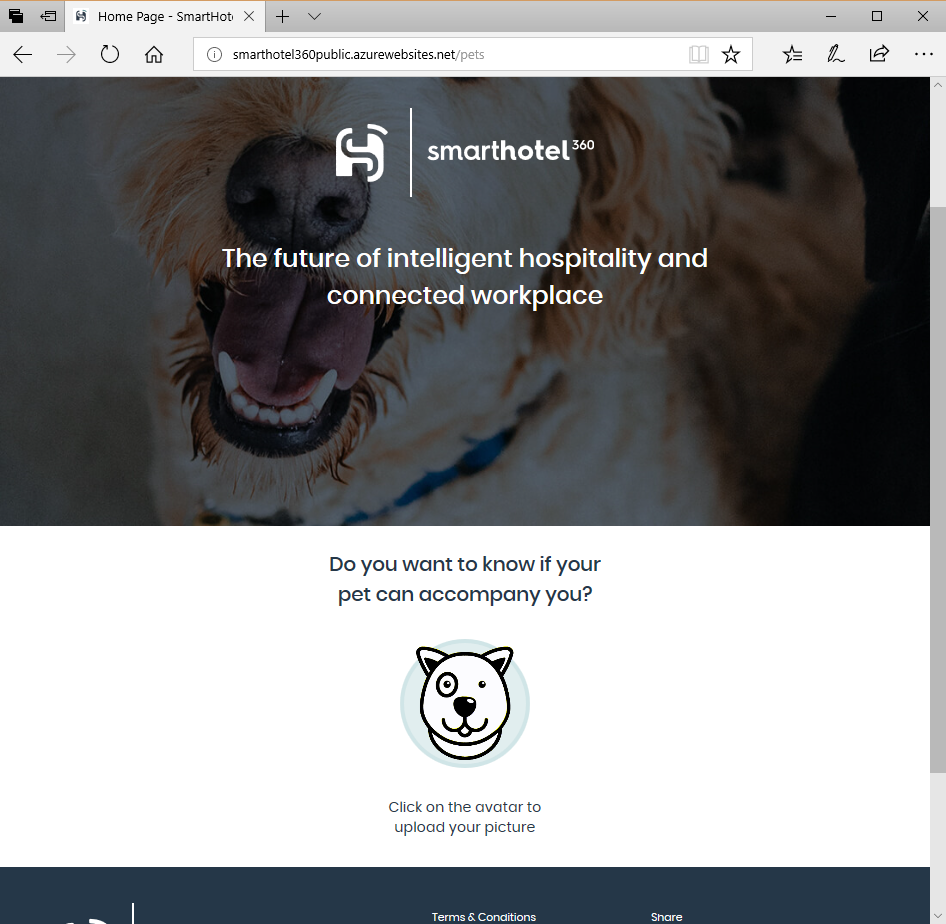 Home Page - SmartHot
smarthotel360public.azurewebsites.net/pets
smarthotel360
The future of intelligent hospitality and
connected workplace
Do you want to know if your
pet can accompany you?
Click on the avatar to
upload your picture
Terms & Conditions
Share